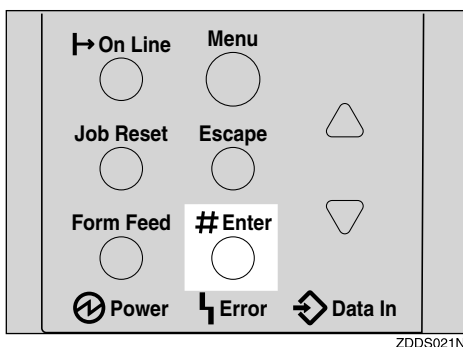 On Line Menu
Job Reset Escape
Form Feed # Enter
Power Error Data In
ZDDS021N